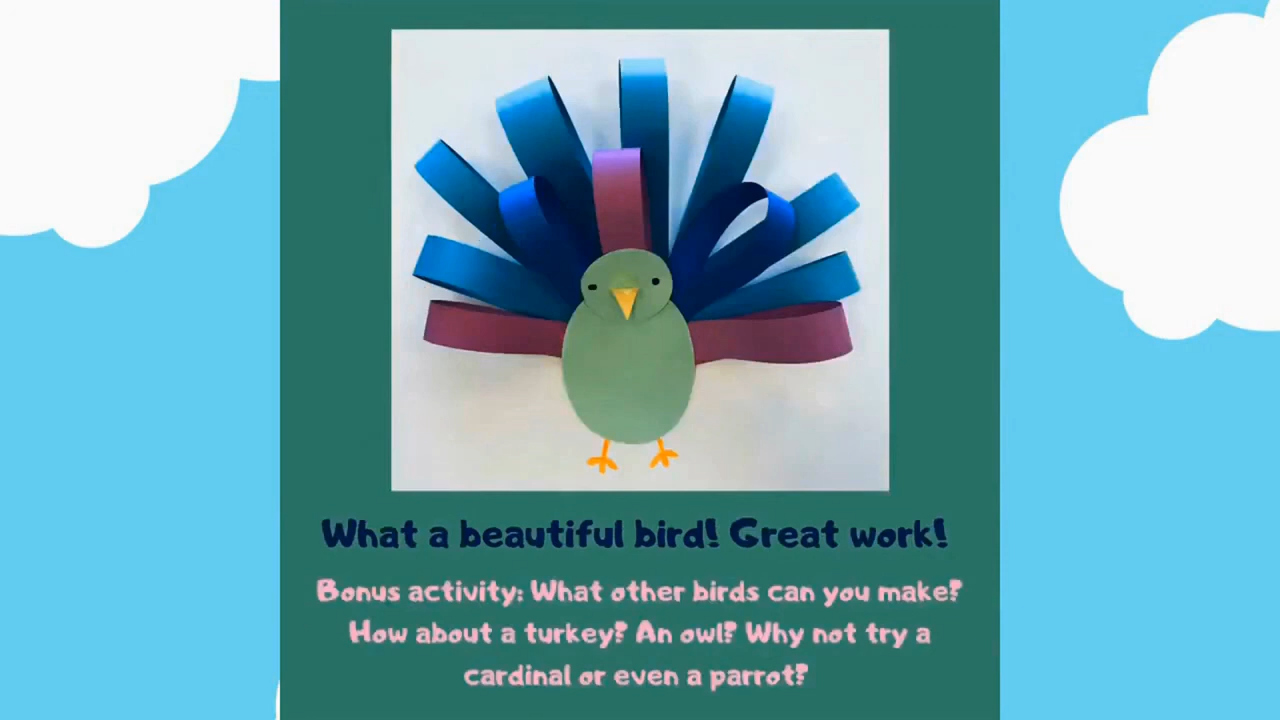 What a beautiful bird! Great work!
Bonus activity: What other birds can you make?
How about a turkey? An owl? Why not try a
cardinal or even a parrot?